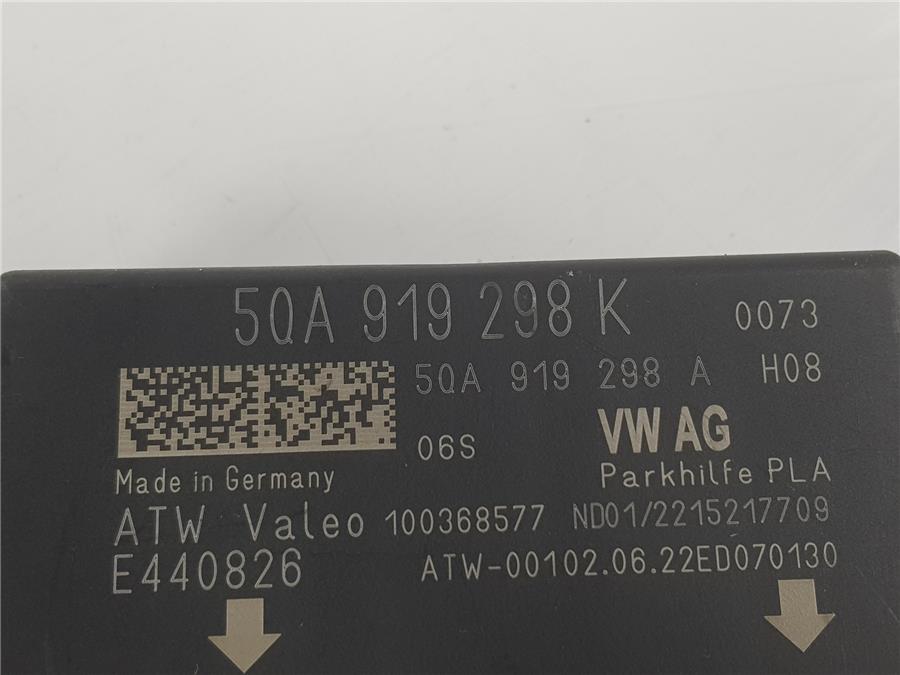 5QA 919 298 K 0073
5QA 919 298 A H08
06S VW AG
Made in Germany Parkhilfe PLA
ATW Valeo 100368577 ND01/2215217709
E440826 ATW-00102.06.22ED070130